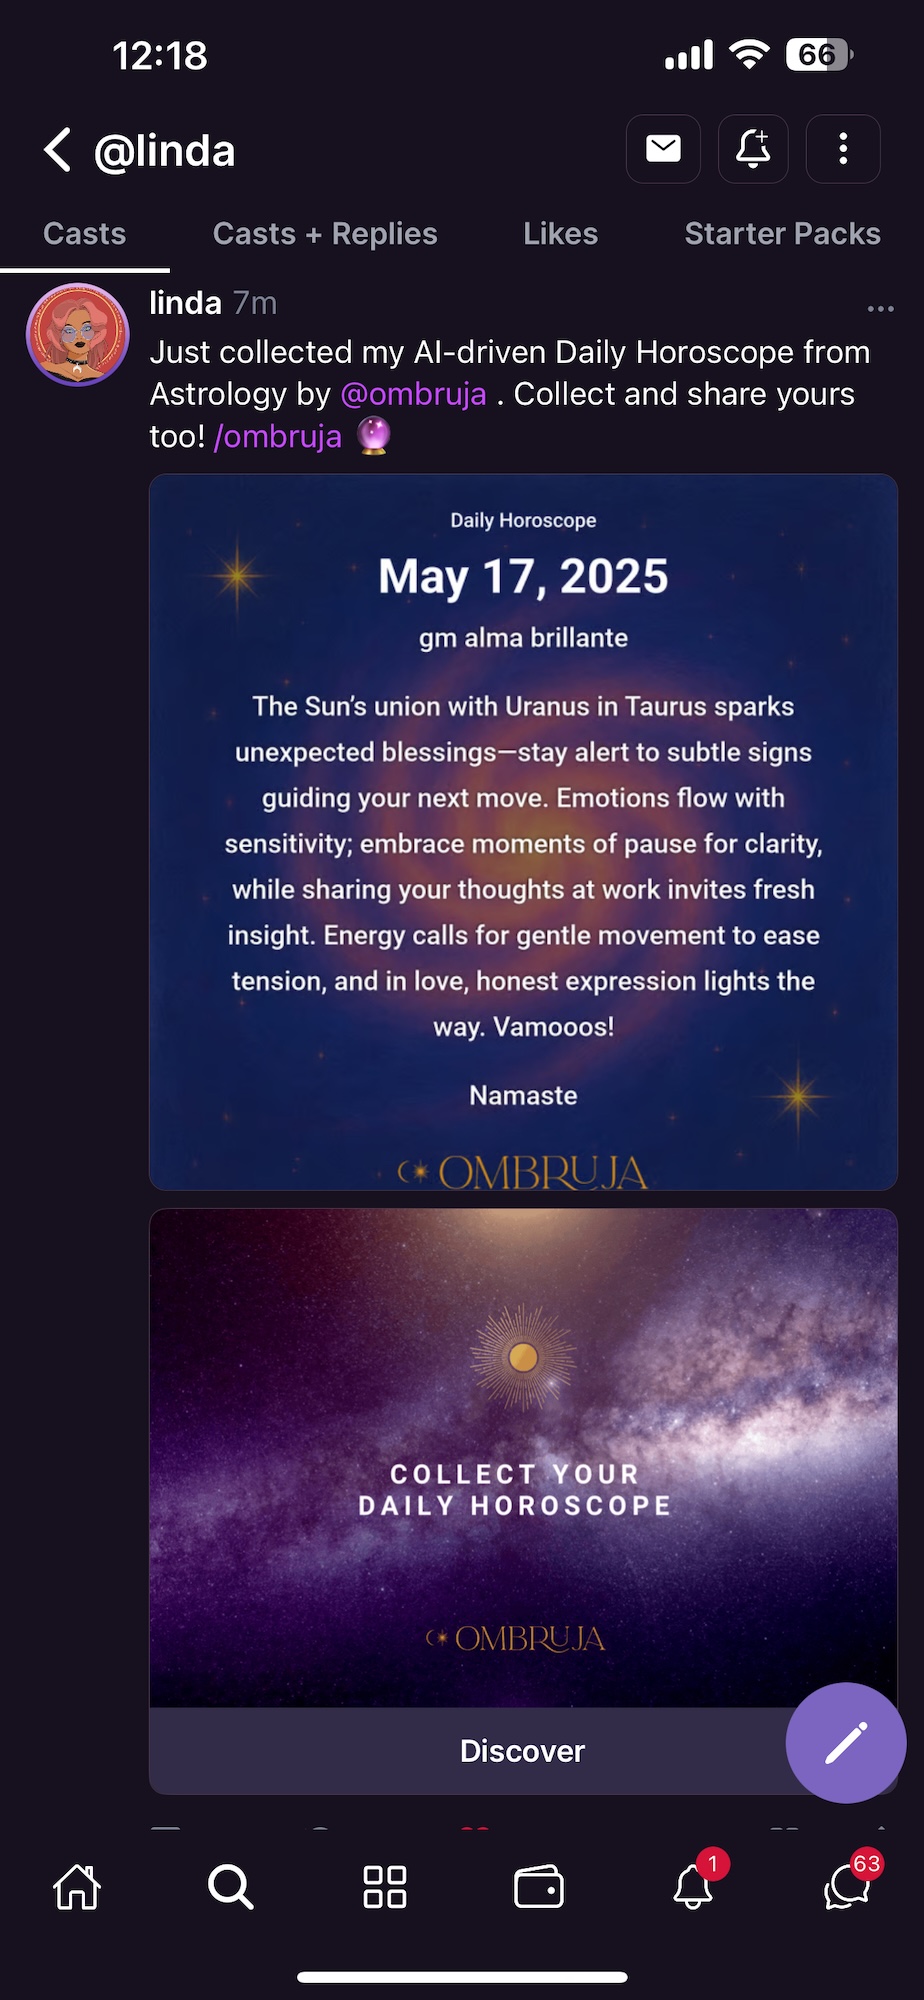 12:18
66
@linda
Casts
Casts + Replies
Likes
Starter Packs
linda 7m
Just collected my AI-driven Daily Horoscope from
Astrology by @ombruja . Collect and share yours
too! /ombruja 🔮
Daily Horoscope
May 17, 2025
gm alma brillante
The Sun’s union with Uranus in Taurus sparks
unexpected blessings—stay alert to subtle signs
guiding your next move. Emotions flow with
sensitivity; embrace moments of pause for clarity,
while sharing your thoughts at work invites fresh
insight. Energy calls for gentle movement to ease
tension, and in love, honest expression lights the
way. Vamooos!
Namaste
OMBRUJA
COLLECT YOUR
DAILY HOROSCOPE
OMBRUJA
Discover
1
63